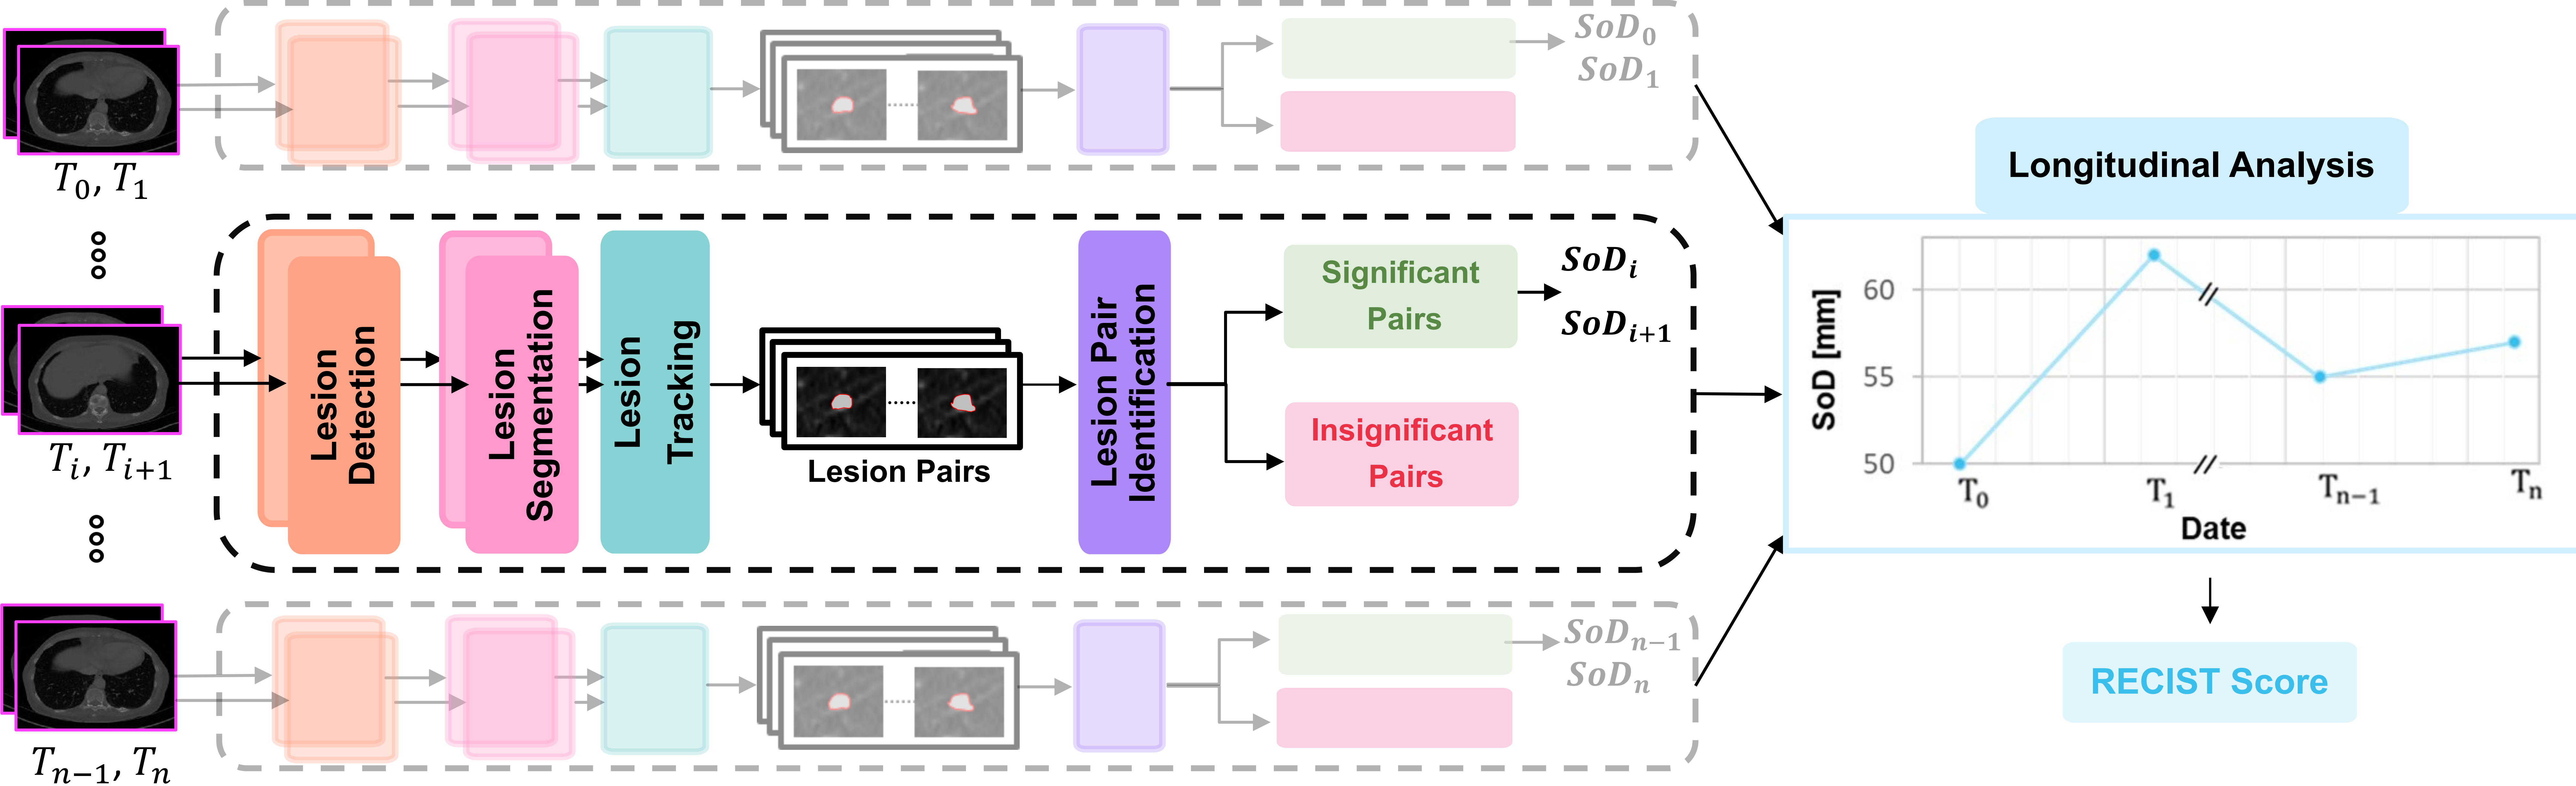 T₀, T₁
SoD₀
SoD₁
Tᵢ, Tᵢ₊₁
Lesion
Detection
Lesion
Segmentation
Lesion
Tracking
Lesion Pairs
Lesion Pair
Identification
Significant
Pairs
Insignificant
Pairs
SoDᵢ
SoDᵢ₊₁
Tₙ₋₁, Tₙ
SoDₙ₋₁
SoDₙ
Longitudinal Analysis
SoD [mm]
60
55
50
T₀
T₁
Tₙ₋₁
Tₙ
Date
RECIST Score